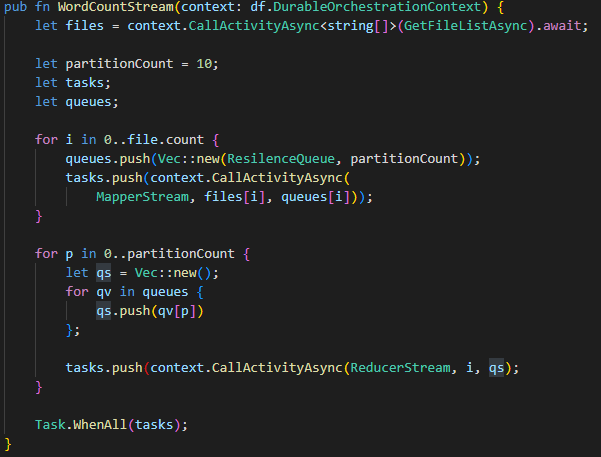 pub fn WordCountStream(context: df.DurableOrchestrationContext) {
    let files = context.CallActivityAsync<string[]>(GetFileListAsync).await;

    let partitionCount = 10;
    let tasks;
    let queues;

    for i in 0..file.count {
        queues.push(Vec::new(ResilenceQueue, partitionCount));
        tasks.push(context.CallActivityAsync(
            MapperStream, files[i], queues[i]));
    }

    for p in 0..partitionCount {
        let qs = Vec::new();
        for qv in queues {
            qs.push(qv[p])
        };

        tasks.push(context.CallActivityAsync(ReducerStream, i, qs);
    }

    Task.WhenAll(tasks);
}